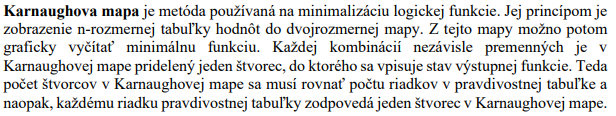 Karnaughova mapa je metóda používaná na minimalizáciu logickej funkcie. Jej princípom je
zobrazenie n-rozmernej tabuľky hodnôt do dvojrozmernej mapy. Z tejto mapy možno potom
graficky vyčítať minimálnu funkciu. Každej kombinácií nezávisle premenných je v
Karnaughovej mape pridelený jeden štvorec, do ktorého sa vpisuje stav výstupnej funkcie. Teda
počet štvorcov v Karnaughovej mape sa musí rovnať počtu riadkov v pravdivostnej tabuľke a
naopak, každému riadku pravdivostnej tabuľky zodpovedá jeden štvorec v Karnaughovej mape.